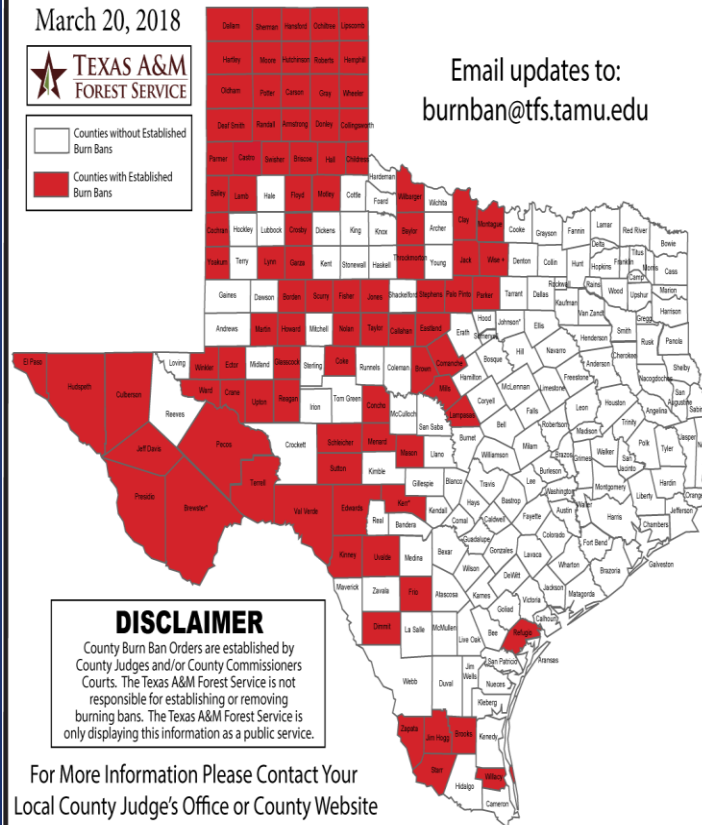 March 20, 2018
TEXAS A&M
FOREST SERVICE
Counties without Established
Burn Bans
Counties with Established
Burn Bans
Email updates to:
burnban@tfs.tamu.edu
Dallam Sherman Hansford Ochiltree Lipscomb
Hartley Moore Hutchinson Roberts Hemphill
Oldham Potter Carson Gray Wheeler
Deaf Smith Randall Armstrong Donley Collingsworth
Parmer Castro Swisher Briscoe Hall Childress
Hardeman
Bailey Lamb Hale Floyd Motley Cottle Foard Wilbarger Wichita
Cochran Hockley Lubbock Crosby Dickens King Knox Baylor Archer Clay Montague Cooke Grayson Fannin Lamar Red River Bowie
Delta Titus Franklin Morris Cass
Yoakum Terry Lynn Garza Kent Stonewall Haskell Throckmorton Young Jack Wise + Denton Collin Hunt Hopkins Camp
Rockwall Rains Wood Upshur Marion
Gaines Dawson Borden Scurry Fisher Jones Shackelford Stephens Palo Pinto Parker Tarrant Dallas Kaufman Van Zandt Gregg Harrison
Andrews Martin Howard Mitchell Nolan Taylor Callahan Eastland Erath Hood Somervell Johnson* Ellis Henderson Smith Rusk Panola
El Paso Hudspeth Culberson Loving Winkler Ector Midland Glasscock Sterling Coke Runnels Coleman Brown Comanche Hamilton Bosque Hill Navarro Anderson Cherokee Shelby
Reeves Ward Crane Upton Reagan Irion Tom Green Concho McCulloch Mills Coryell McLennan Limestone Freestone Nacogdoches San Augustine
Lampasas Falls Leon Houston Angelina
Jeff Davis Pecos Crockett Schleicher Menard San Saba Burnet Bell Robertson Madison Trinity Polk Tyler Jasper
Presidio Brewster* Terrell Sutton Kimble Mason Llano Williamson Milam Brazos Grimes Walker San Jacinto
Val Verde Edwards Kerr* Gillespie Blanco Travis Lee Burleson Washington Montgomery Liberty Hardin
Real Bandera Kendall Hays Bastrop Austin Waller Harris Jefferson
Comal Caldwell Fayette Colorado Chambers
Kinney Uvalde Medina Bexar Guadalupe Gonzales Lavaca Fort Bend Galveston
Wilson Wharton Brazoria
Maverick Zavala Frio Atascosa Karnes DeWitt Jackson Matagorda
Victoria
Goliad Calhoun
Dimmit La Salle McMullen Live Oak Bee Refugio
San Patricio Aransas
Webb Duval Jim Wells Nueces
Kleberg
Zapata Jim Hogg Brooks Kenedy
Starr Hidalgo Willacy
Cameron
DISCLAIMER
County Burn Ban Orders are established by
County Judges and/or County Commissioners
Courts. The Texas A&M Forest Service is not
responsible for establishing or removing
burning bans. The Texas A&M Forest Service is
only displaying this information as a public service.
For More Information Please Contact Your
Local County Judge's Office or County Website